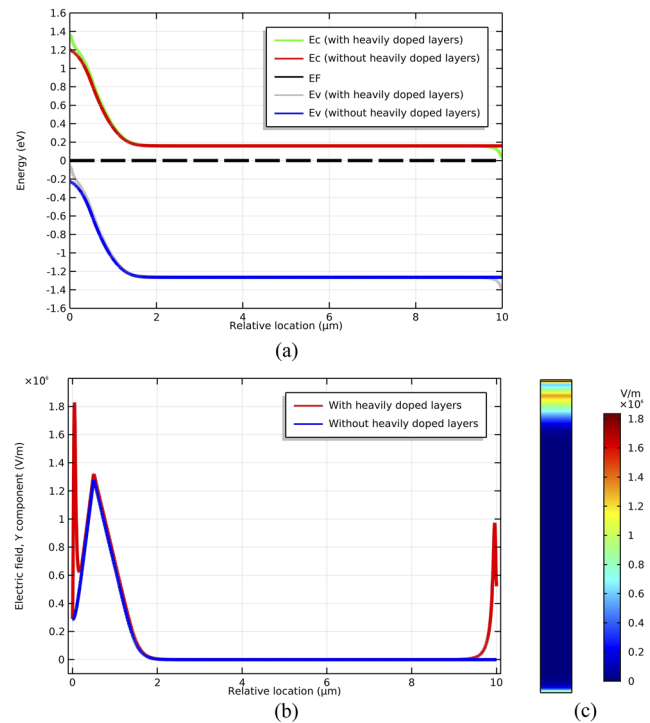 1.6
1.4
1.2
1
0.8
0.6
0.4
0.2
0
-0.2
-0.4
-0.6
-0.8
-1
-1.2
-1.4
-1.6
Energy (eV)
Ec (with heavily doped layers)
Ec (without heavily doped layers)
EF
Ev (with heavily doped layers)
Ev (without heavily doped layers)
0 2 4 6 8 10
Relative location (μm)
(a)
×10⁶
1.8
1.6
1.4
1.2
1
0.8
0.6
0.4
0.2
0
Electric field, Y component (V/m)
With heavily doped layers
Without heavily doped layers
0 2 4 6 8 10
Relative location (μm)
(b)
V/m
×10⁶
1.8
1.6
1.4
1.2
1
0.8
0.6
0.4
0.2
0
(c)